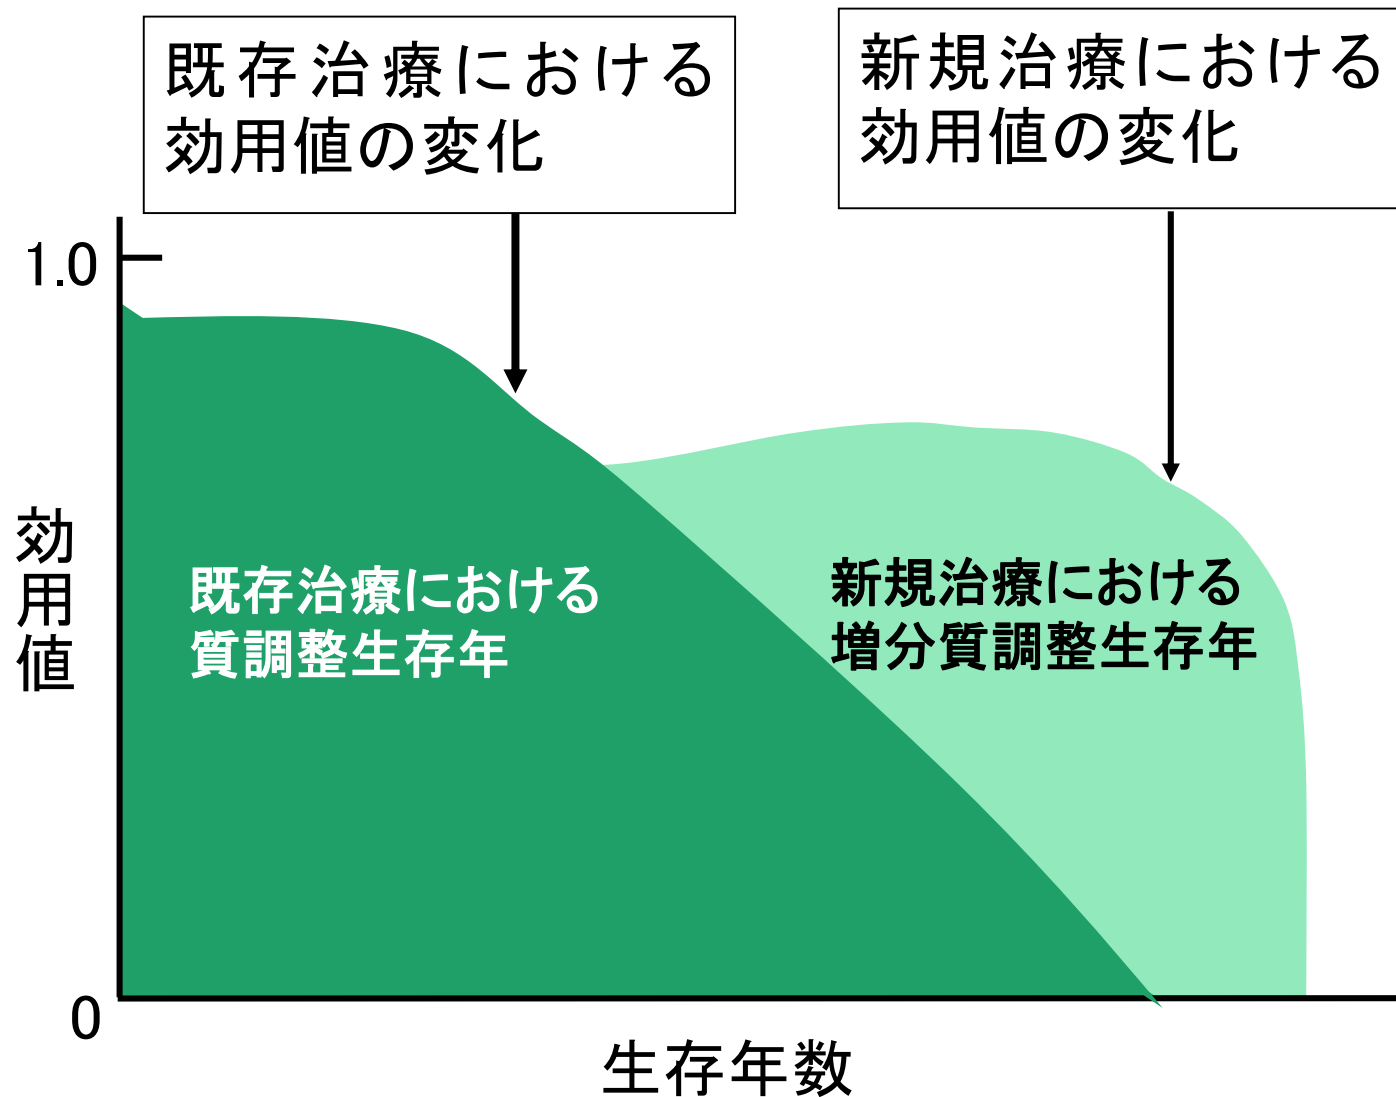 既存治療における
効用値の変化
新規治療における
効用値の変化
1.0
効用値
既存治療における
質調整生存年
新規治療における
増分質調整生存年
0
生存年数